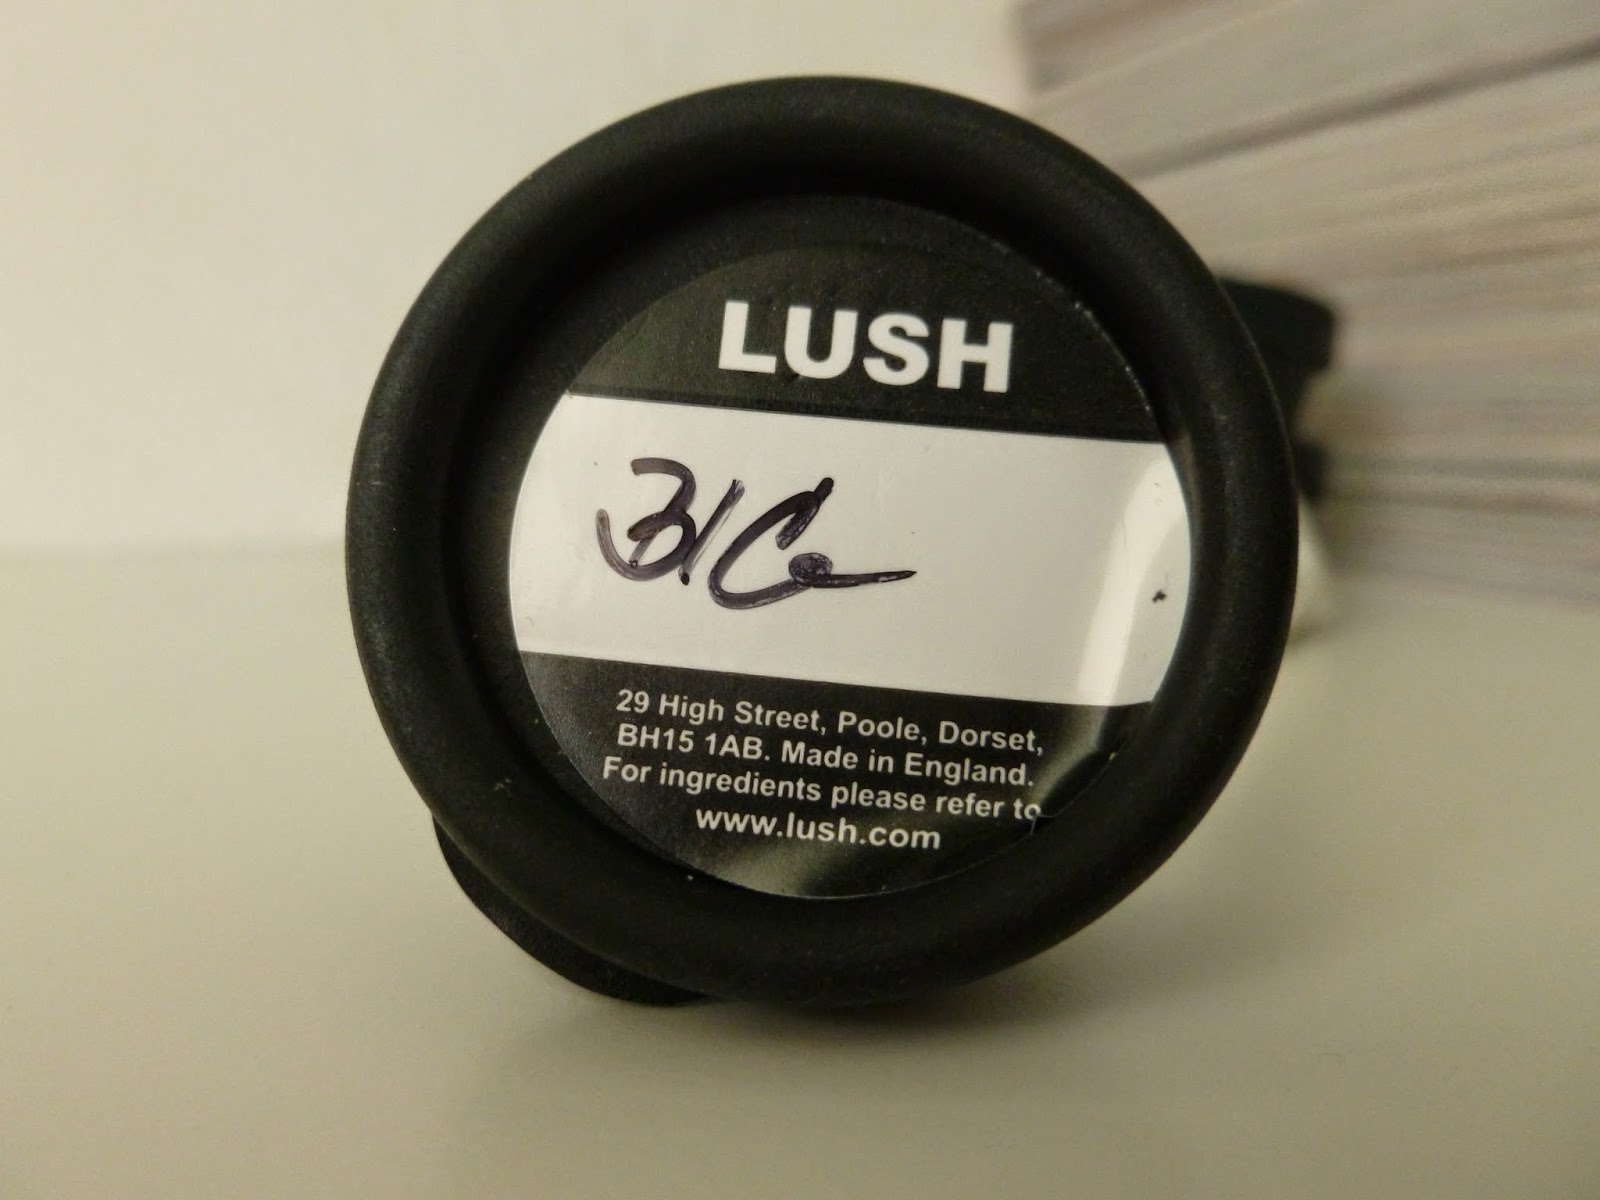 LUSH
29 High Street, Poole, Dorset,
BH15 1AB. Made in England.
For ingredients please refer to
www.lush.com